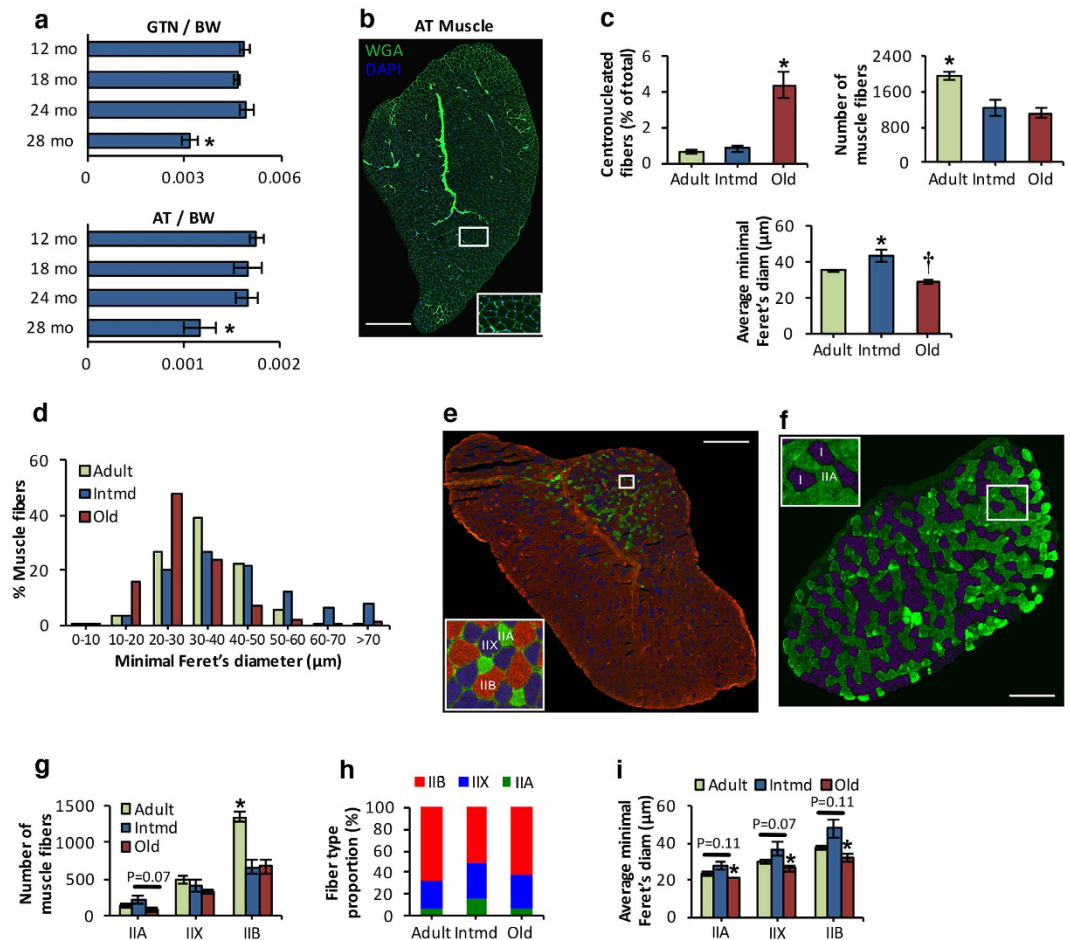 a
GTN / BW
12 mo
18 mo
24 mo
28 mo
*
0 0.003 0.006
AT / BW
12 mo
18 mo
24 mo
28 mo
*
0 0.001 0.002
b
AT Muscle
WGA
DAPI
c
Centronucleated
fibers (% of total)
6
4
2
0
*
Adult Intmd Old
Number of
muscle fibers
2400
1600
800
0
*
Adult Intmd Old
Average minimal
Feret's diam (µm)
60
40
20
0
* †
Adult Intmd Old
d
% Muscle fibers
60
40
20
0
Adult
Intmd
Old
0-10 10-20 20-30 30-40 40-50 50-60 60-70 >70
Minimal Feret's diameter (µm)
e
IIA
IIX
IIB
f
I
IIA
I
g
Number of
muscle fibers
1500
1000
500
0
Adult
Intmd
Old
P=0.07
*
IIA IIX IIB
h
IIB IIX IIA
Fiber type
proportion (%)
100
80
60
40
20
0
Adult Intmd Old
i
Adult Intmd Old
Average minimal
Feret's diam (µm)
60
40
20
0
P=0.11
P=0.07
P=0.11
* * *
IIA IIX IIB